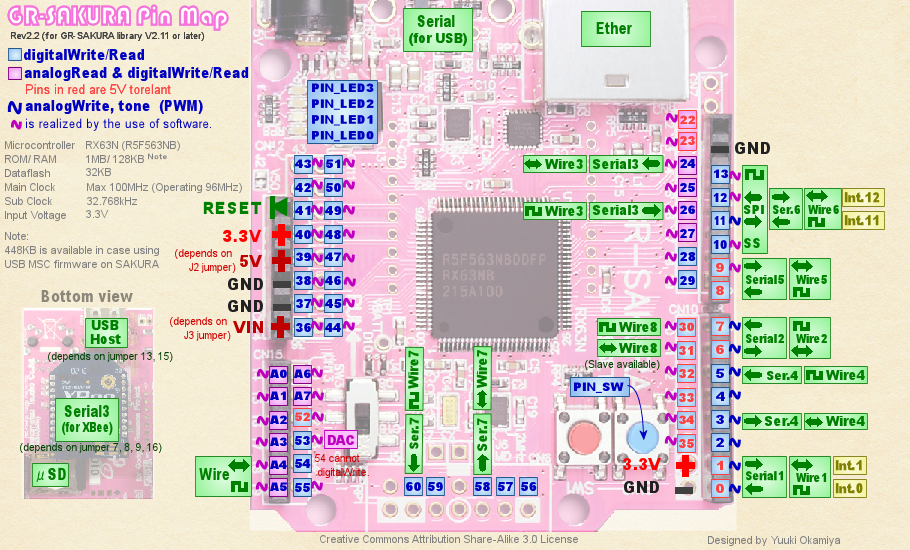 GR-SAKURA Pin Map
Rev2.2 (for GR-SAKURA library V2.11 or later)
digitalWrite/Read
analogRead & digitalWrite/Read
Pins in red are 5V torelant
analogWrite, tone (PWM)
is realized by the use of software.
Microcontroller RX63N (R5F563NB)
ROM/ RAM 1MB/ 128KB Note
Dataflash 32KB
Main Clock Max 100MHz (Operating 96MHz)
Sub Clock 32.768kHz
Input Voltage 3.3V
Note:
448KB is available in case using
USB MSC firmware on SAKURA
Bottom view
USB
Host
(depends on jumper 13, 15)
Serial3
(for XBee)
(depends on jumper 7, 8, 9, 16)
μSD
Serial
(for USB)
Ether
PIN_LED3
PIN_LED2
PIN_LED1
PIN_LED0
RESET
3.3V
(depends on
J2 jumper)
5V
GND
GND
(depends on
J3 jumper)
VIN
43 51
42 50
41 49
40 48
39 47
38 46
37 45
36 44
CN15
A0 A6
A1 A7
A2 52
A3 53 DAC
A4 54
A5 55
54 cannot
digitalWrite.
Wire
R5F563NBDDFP
RX63NB
215A100
Wire7
Ser.7
Wire7
Ser.7
60 59 58 57 56
22
23
Wire3 Serial3 24
25
Wire3 Serial3 26
27
28
29
Wire8 30
Wire8 31
(Slave available)
32
33
34
35
PIN_SW
3.3V
GND
GND
13
12
11
10
SPI
SS
Ser.6
Wire6
Int.12
Int.11
9
8
Serial5
Wire5
7
6
Serial2
Wire2
5 Ser.4 Wire4
4
3 Ser.4 Wire4
2
1
0
Serial1
Wire1
Int.1
Int.0
Creative Commons Attribution Share-Alike 3.0 License
Designed by Yuuki Okamiya